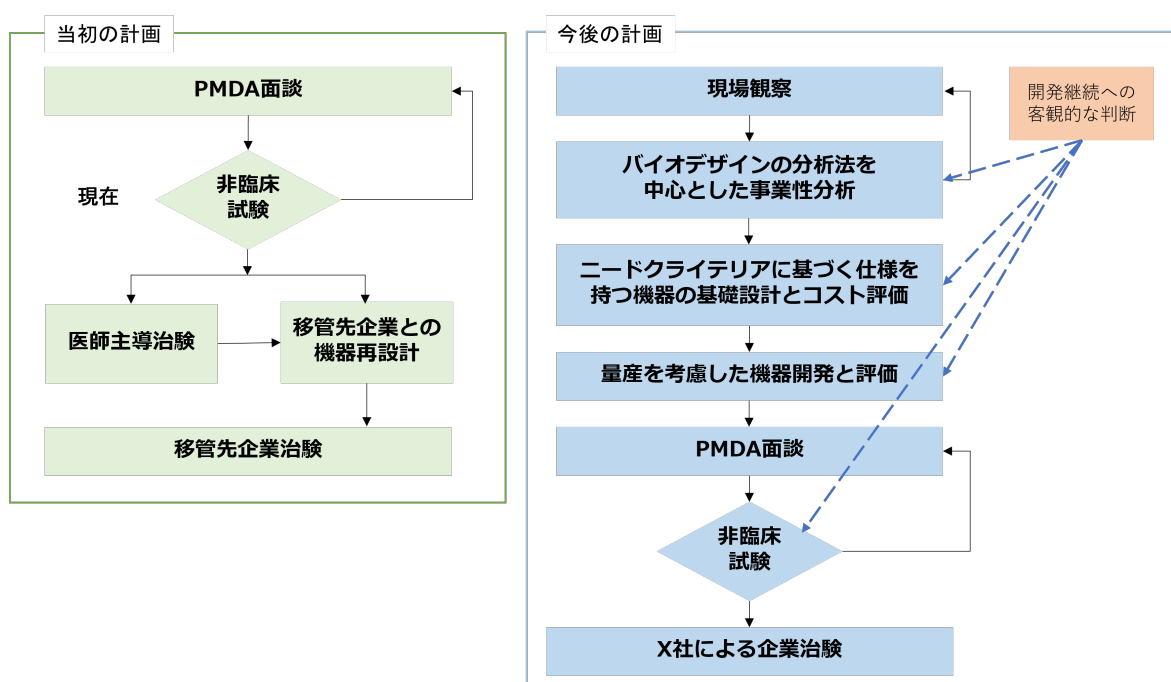 当初の計画
PMDA面談
現在
非臨床
試験
医師主導治験
移管先企業との
機器再設計
移管先企業治験
今後の計画
現場観察
開発継続への
客観的な判断
バイオデザインの分析法を
中心とした事業性分析
ニードクライテリアに基づく仕様を
持つ機器の基礎設計とコスト評価
量産を考慮した機器開発と評価
PMDA面談
非臨床
試験
X社による企業治験